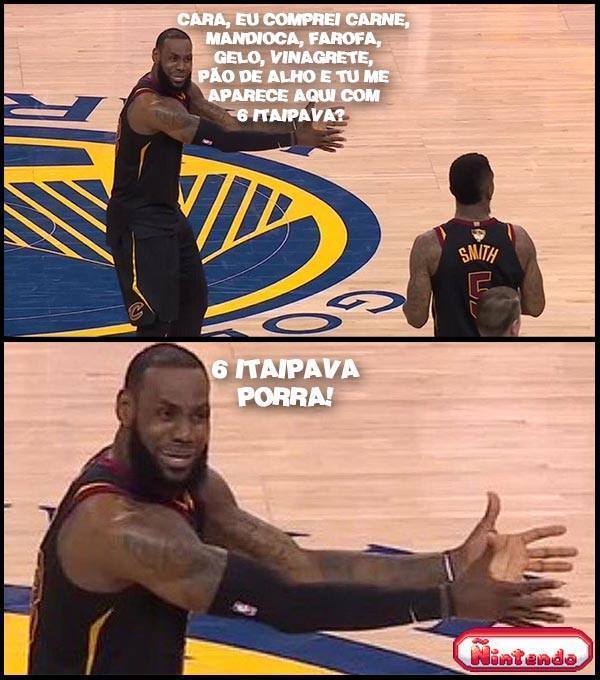 CARA, EU COMPREI CARNE,
MANDIOCA, FAROFA,
GELO, VINAGRETE,
PÃO DE ALHO E TU ME
APARECE AQUI COM
6 ITAIPAVA?
SMITH
5
C
GO
6 ITAIPAVA
PORRA!
Ñintendo